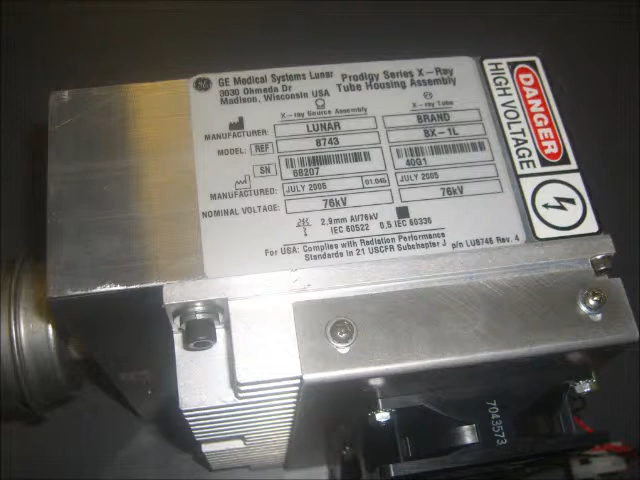 GE Medical Systems Lunar
3030 Ohmeda Dr
Madison, Wisconsin USA
Prodigy Series X-Ray
Tube Housing Assembly
X-ray Source Assembly X-ray Tube
MANUFACTURER: LUNAR BRAND
MODEL: REF 8743 BX-1L
SN 68207 40G1
MANUFACTURED: JULY 2005 01.046 JULY 2005
NOMINAL VOLTAGE: 76kV 76kV
2.9mm Al/76kV
IEC 60522 0,5 IEC 60336
For USA: Complies with Radiation Performance
Standards in 21 USCFR Subchapter J p/n LU8746 Rev. 4
DANGER
HIGH VOLTAGE
7043573